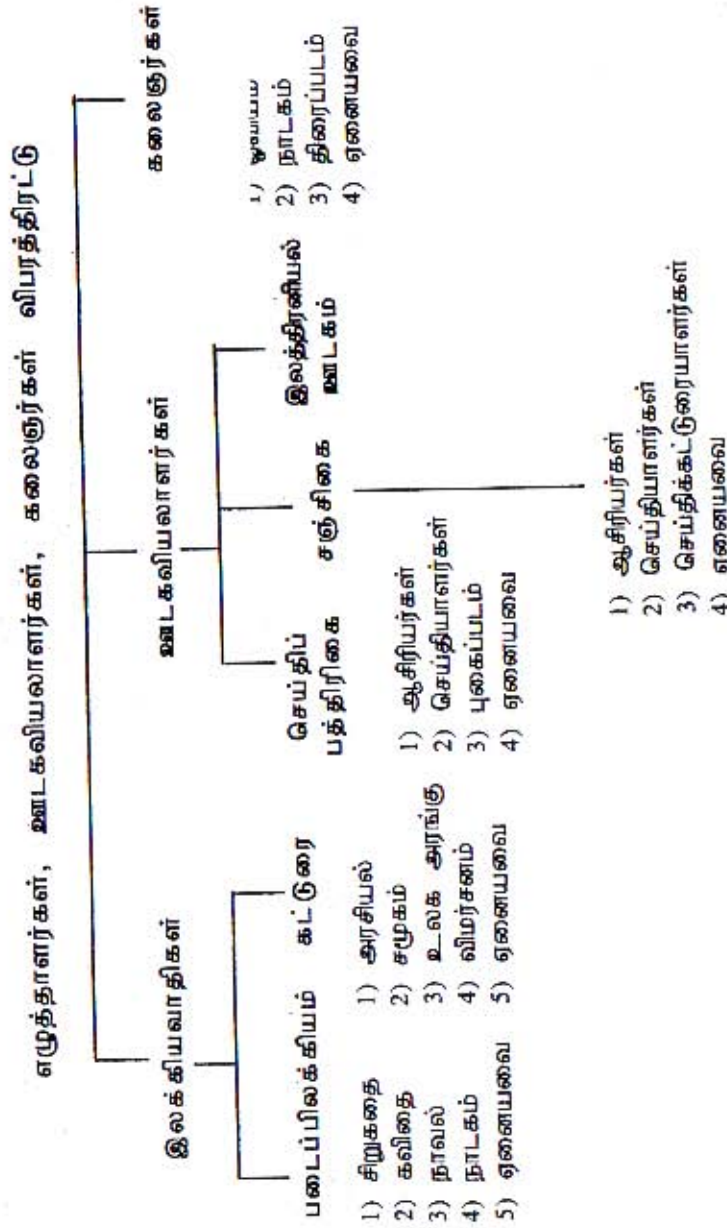 எழுத்தாளர்கள், ஊடகவியலாளர்கள், கலைஞர்கள் விபரத்திரட்டு
இலக்கியவாதிகள்
படைப்பிலக்கியம்
1) சிறுகதை
2) கவிதை
3) நாவல்
4) நாடகம்
5) ஏனையவை
கட்டுரை
1) அரசியல்
2) சமூகம்
3) உலக அரங்கு
4) விமர்சனம்
5) ஏனையவை
ஊடகவியலாளர்கள்
செய்திப்
பத்திரிகை
1) ஆசிரியர்கள்
2) செய்தியாளர்கள்
3) புகைப்படம்
4) ஏனையவை
சஞ்சிகை
1) ஆசிரியர்கள்
2) செய்தியாளர்கள்
3) செய்திக்கட்டுரையாளர்கள்
4) ஏனையவை
இலத்திரனியல்
ஊடகம்
கலைஞர்கள்
1)
2) நாடகம்
3) திரைப்படம்
4) ஏனையவை